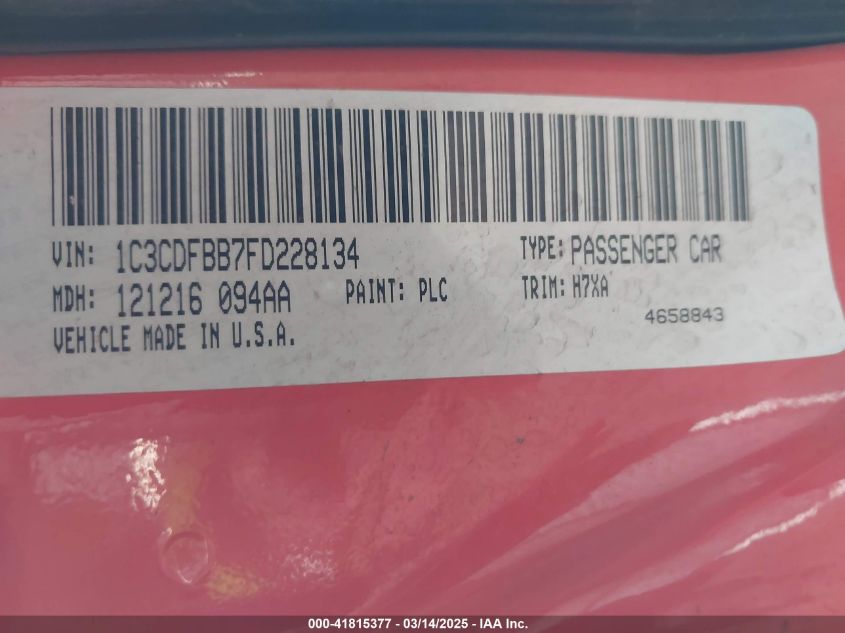 VIN: 1C3CDFBB7FD228134 TYPE: PASSENGER CAR
MDH: 121216 094AA PAINT: PLC TRIM: H7XA
4658843
VEHICLE MADE IN U.S.A.
000-41815377 - 03/14/2025 - IAA Inc.